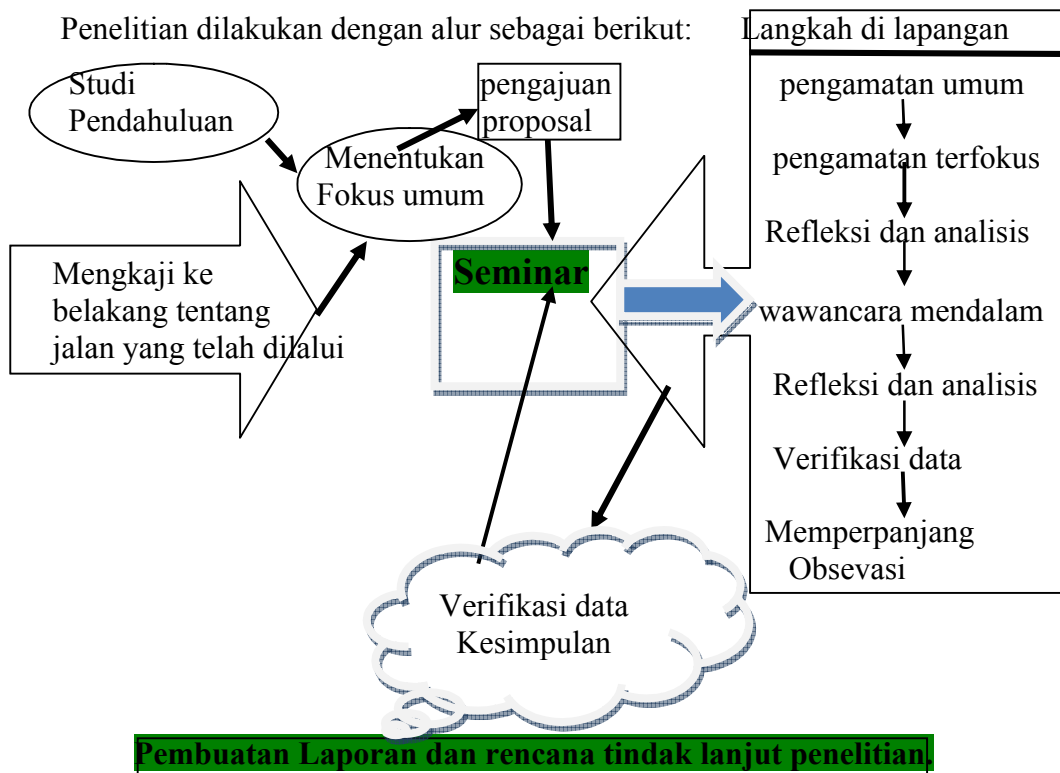 Penelitian dilakukan dengan alur sebagai berikut:
Studi
Pendahuluan
Menentukan
Fokus umum
pengajuan
proposal
Mengkaji ke
belakang tentang
jalan yang telah dilalui
Seminar
Langkah di lapangan
pengamatan umum
pengamatan terfokus
Refleksi dan analisis
wawancara mendalam
Refleksi dan analisis
Verifikasi data
Memperpanjang
Obsevasi
Verifikasi data
Kesimpulan
Pembuatan Laporan dan rencana tindak lanjut penelitian.